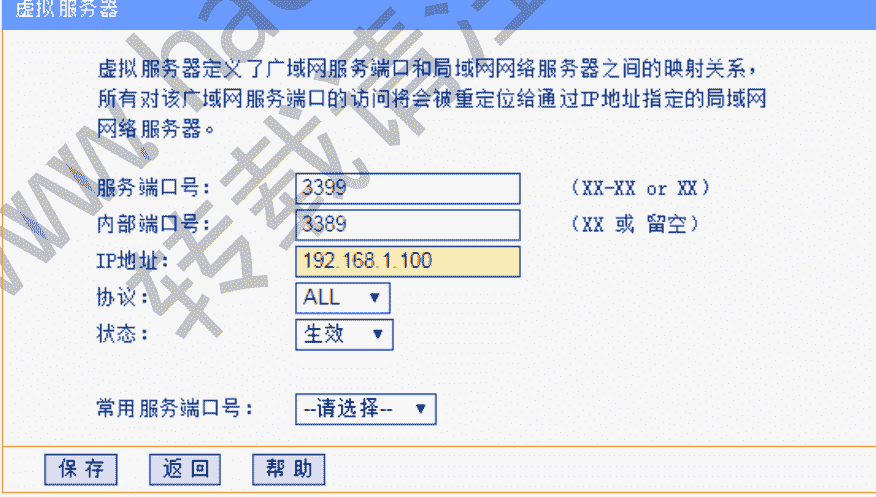 虚拟服务器
虚拟服务器定义了广域网服务端口和局域网网络服务器之间的映射关系，
所有对该广域网服务端口的访问将会被重定位给通过IP地址指定的局域网
网络服务器。
服务端口号： 3399 （XX-XX or XX）
内部端口号： 3389 （XX 或 留空）
IP地址： 192.168.1.100
协议： ALL
状态： 生效
常用服务端口号： --请选择--
保 存 返 回 帮 助
www.hao
转载请注